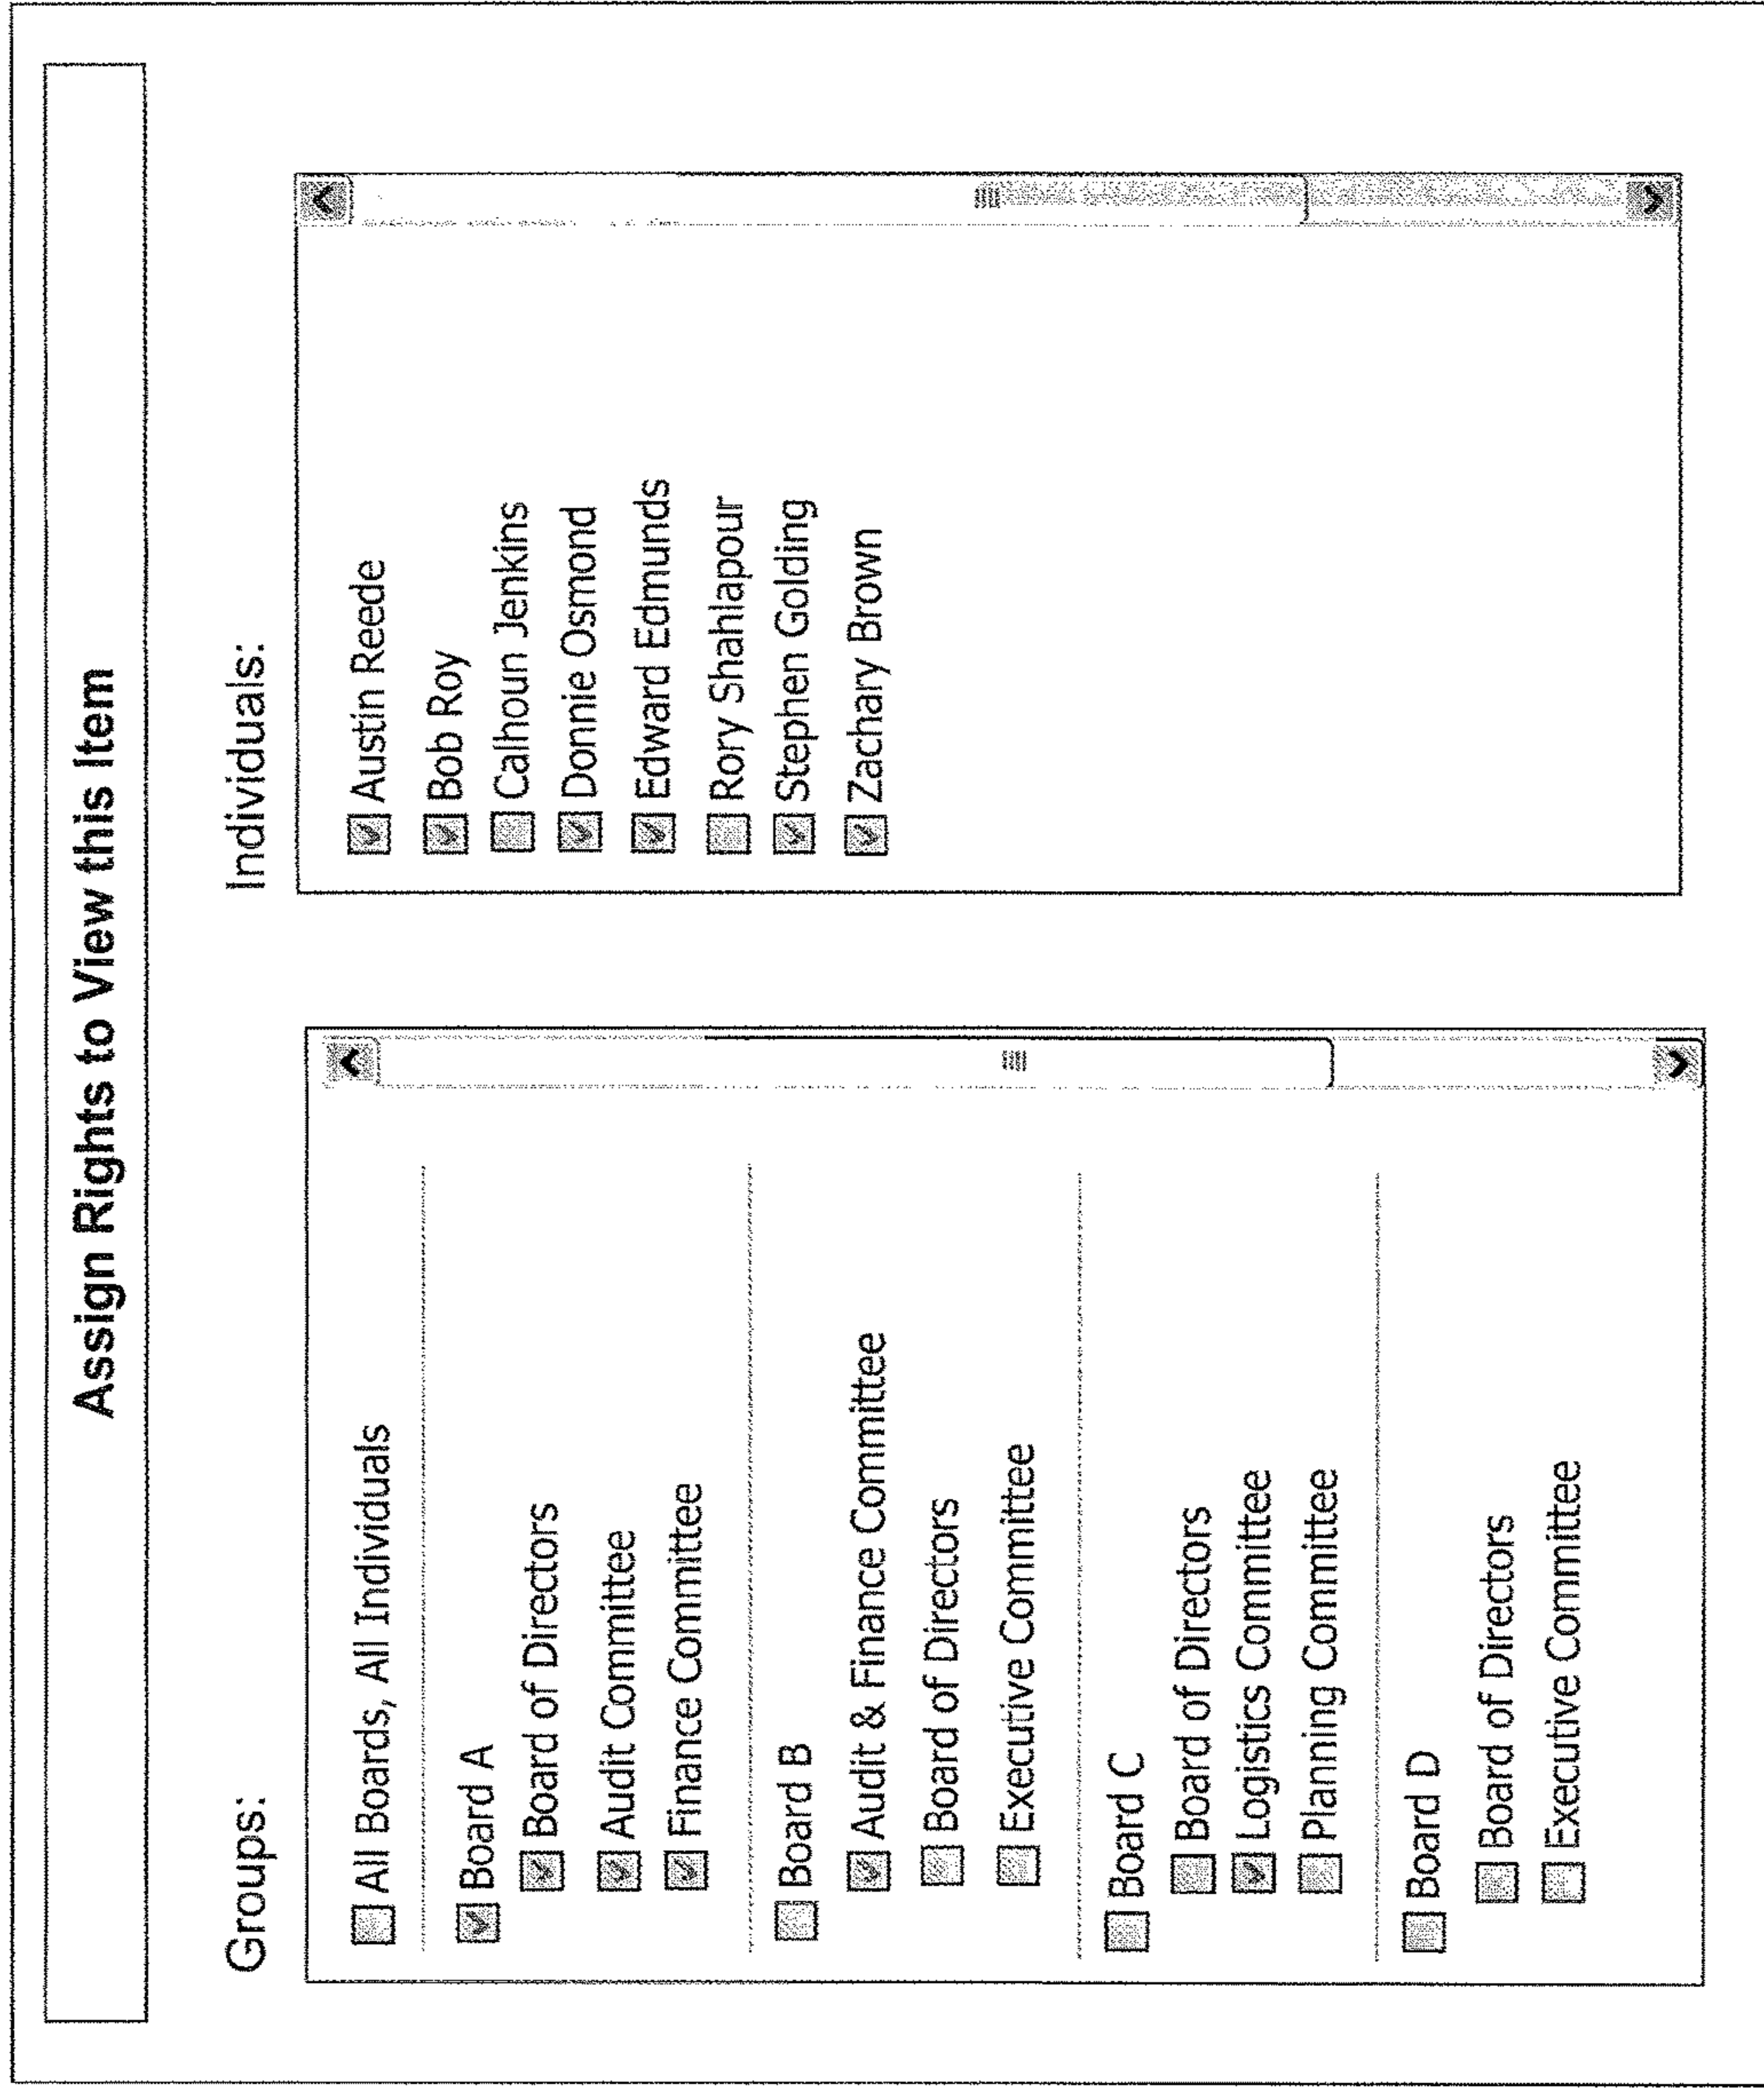 Assign Rights to View this Item
Groups:
All Boards, All Individuals
Board A
Board of Directors
Audit Committee
Finance Committee
Board B
Audit & Finance Committee
Board of Directors
Executive Committee
Board C
Board of Directors
Logistics Committee
Planning Committee
Board D
Board of Directors
Executive Committee
Individuals:
Austin Reede
Bob Roy
Calhoun Jenkins
Donnie Osmond
Edward Edmunds
Rory Shahlapour
Stephen Golding
Zachary Brown